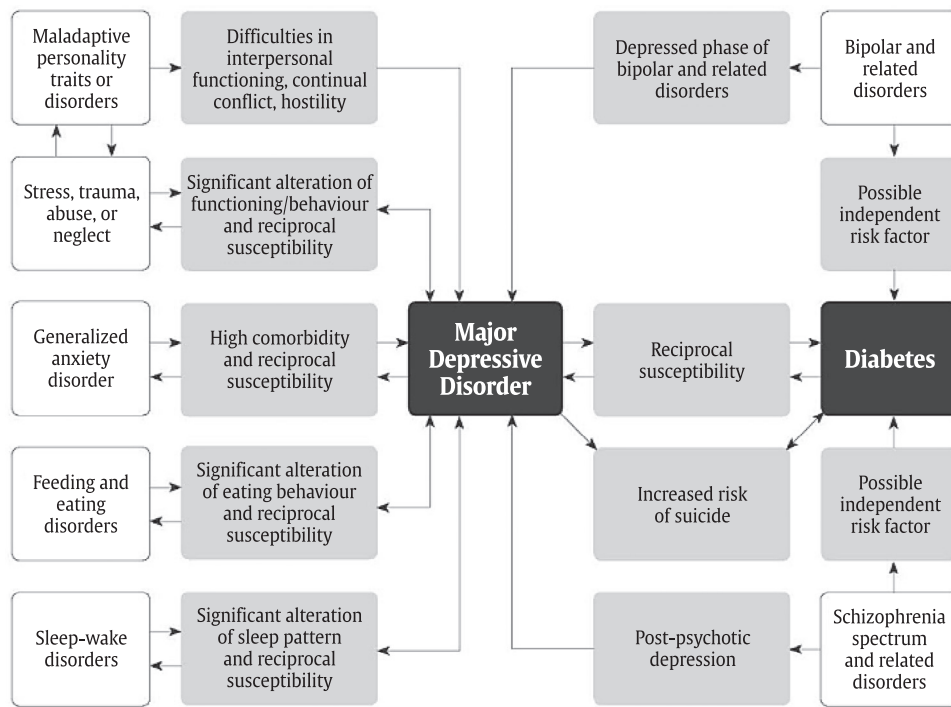 Maladaptive
personality
traits or
disorders
Difficulties in
interpersonal
functioning, continual
conflict, hostility
Depressed phase of
bipolar and related
disorders
Bipolar and
related
disorders
Stress, trauma,
abuse, or
neglect
Significant alteration of
functioning/behaviour
and reciprocal
susceptibility
Possible
independent
risk factor
Generalized
anxiety
disorder
High comorbidity
and reciprocal
susceptibility
Major
Depressive
Disorder
Reciprocal
susceptibility
Diabetes
Feeding and
eating
disorders
Significant alteration
of eating behaviour
and reciprocal
susceptibility
Increased risk
of suicide
Possible
independent
risk factor
Sleep-wake
disorders
Significant alteration
of sleep pattern
and reciprocal
susceptibility
Post-psychotic
depression
Schizophrenia
spectrum
and related
disorders